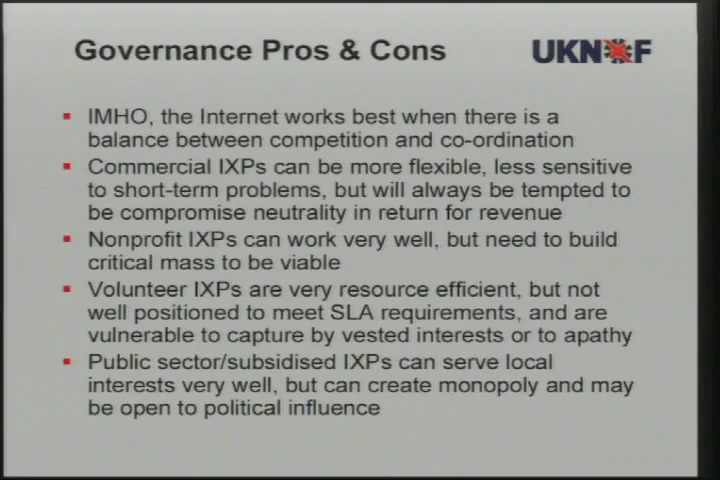 Governance Pros & Cons
UKNOF
IMHO, the Internet works best when there is a
balance between competition and co-ordination
Commercial IXPs can be more flexible, less sensitive
to short-term problems, but will always be tempted to
be compromise neutrality in return for revenue
Nonprofit IXPs can work very well, but need to build
critical mass to be viable
Volunteer IXPs are very resource efficient, but not
well positioned to meet SLA requirements, and are
vulnerable to capture by vested interests or to apathy
Public sector/subsidised IXPs can serve local
interests very well, but can create monopoly and may
be open to political influence